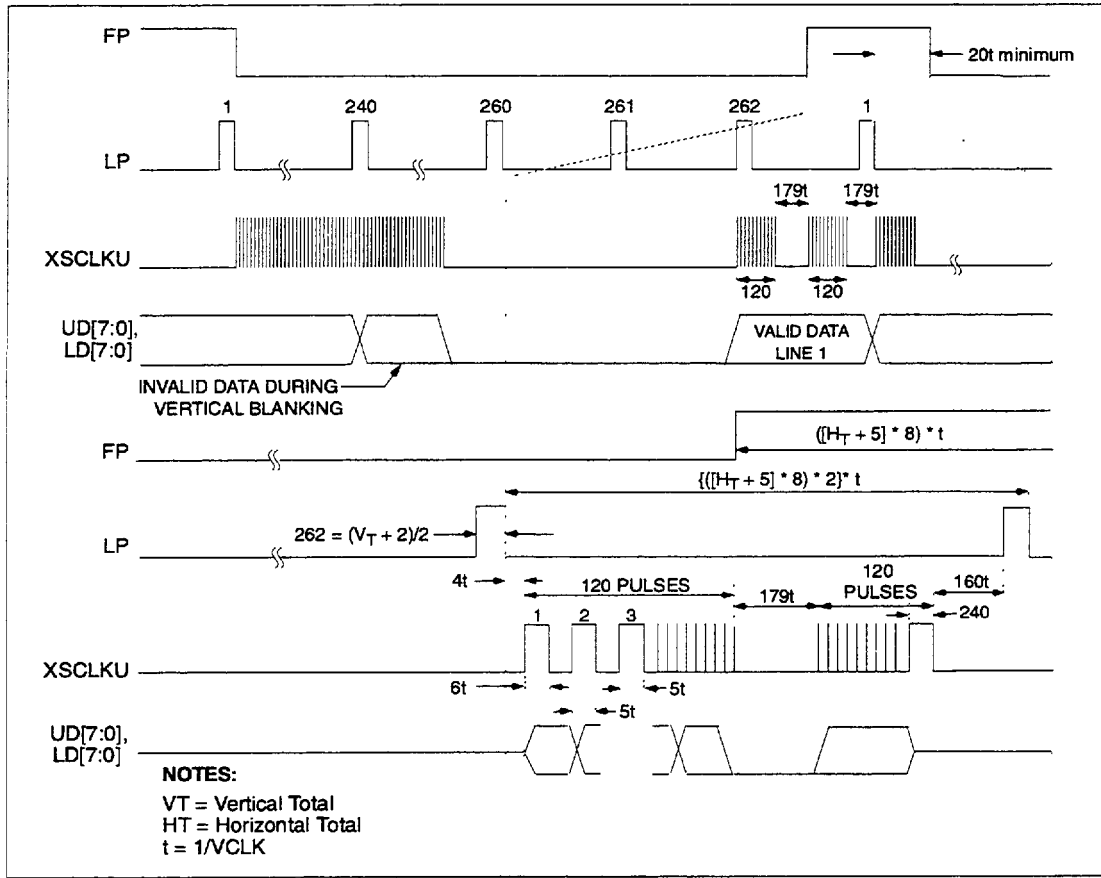 FP
20t minimum
1 240 260 261 262 1
LP
179t 179t
XSCLKU
120 120
UD[7:0],
LD[7:0]
VALID DATA
LINE 1
INVALID DATA DURING
VERTICAL BLANKING
FP
([HT + 5] * 8) * t
{([HT + 5] * 8) * 2}* t
LP
262 = (VT + 2)/2
4t
120 PULSES
179t
120
PULSES
160t
240
1 2 3
XSCLKU
6t
5t
5t
UD[7:0],
LD[7:0]
NOTES:
VT = Vertical Total
HT = Horizontal Total
t = 1/VCLK